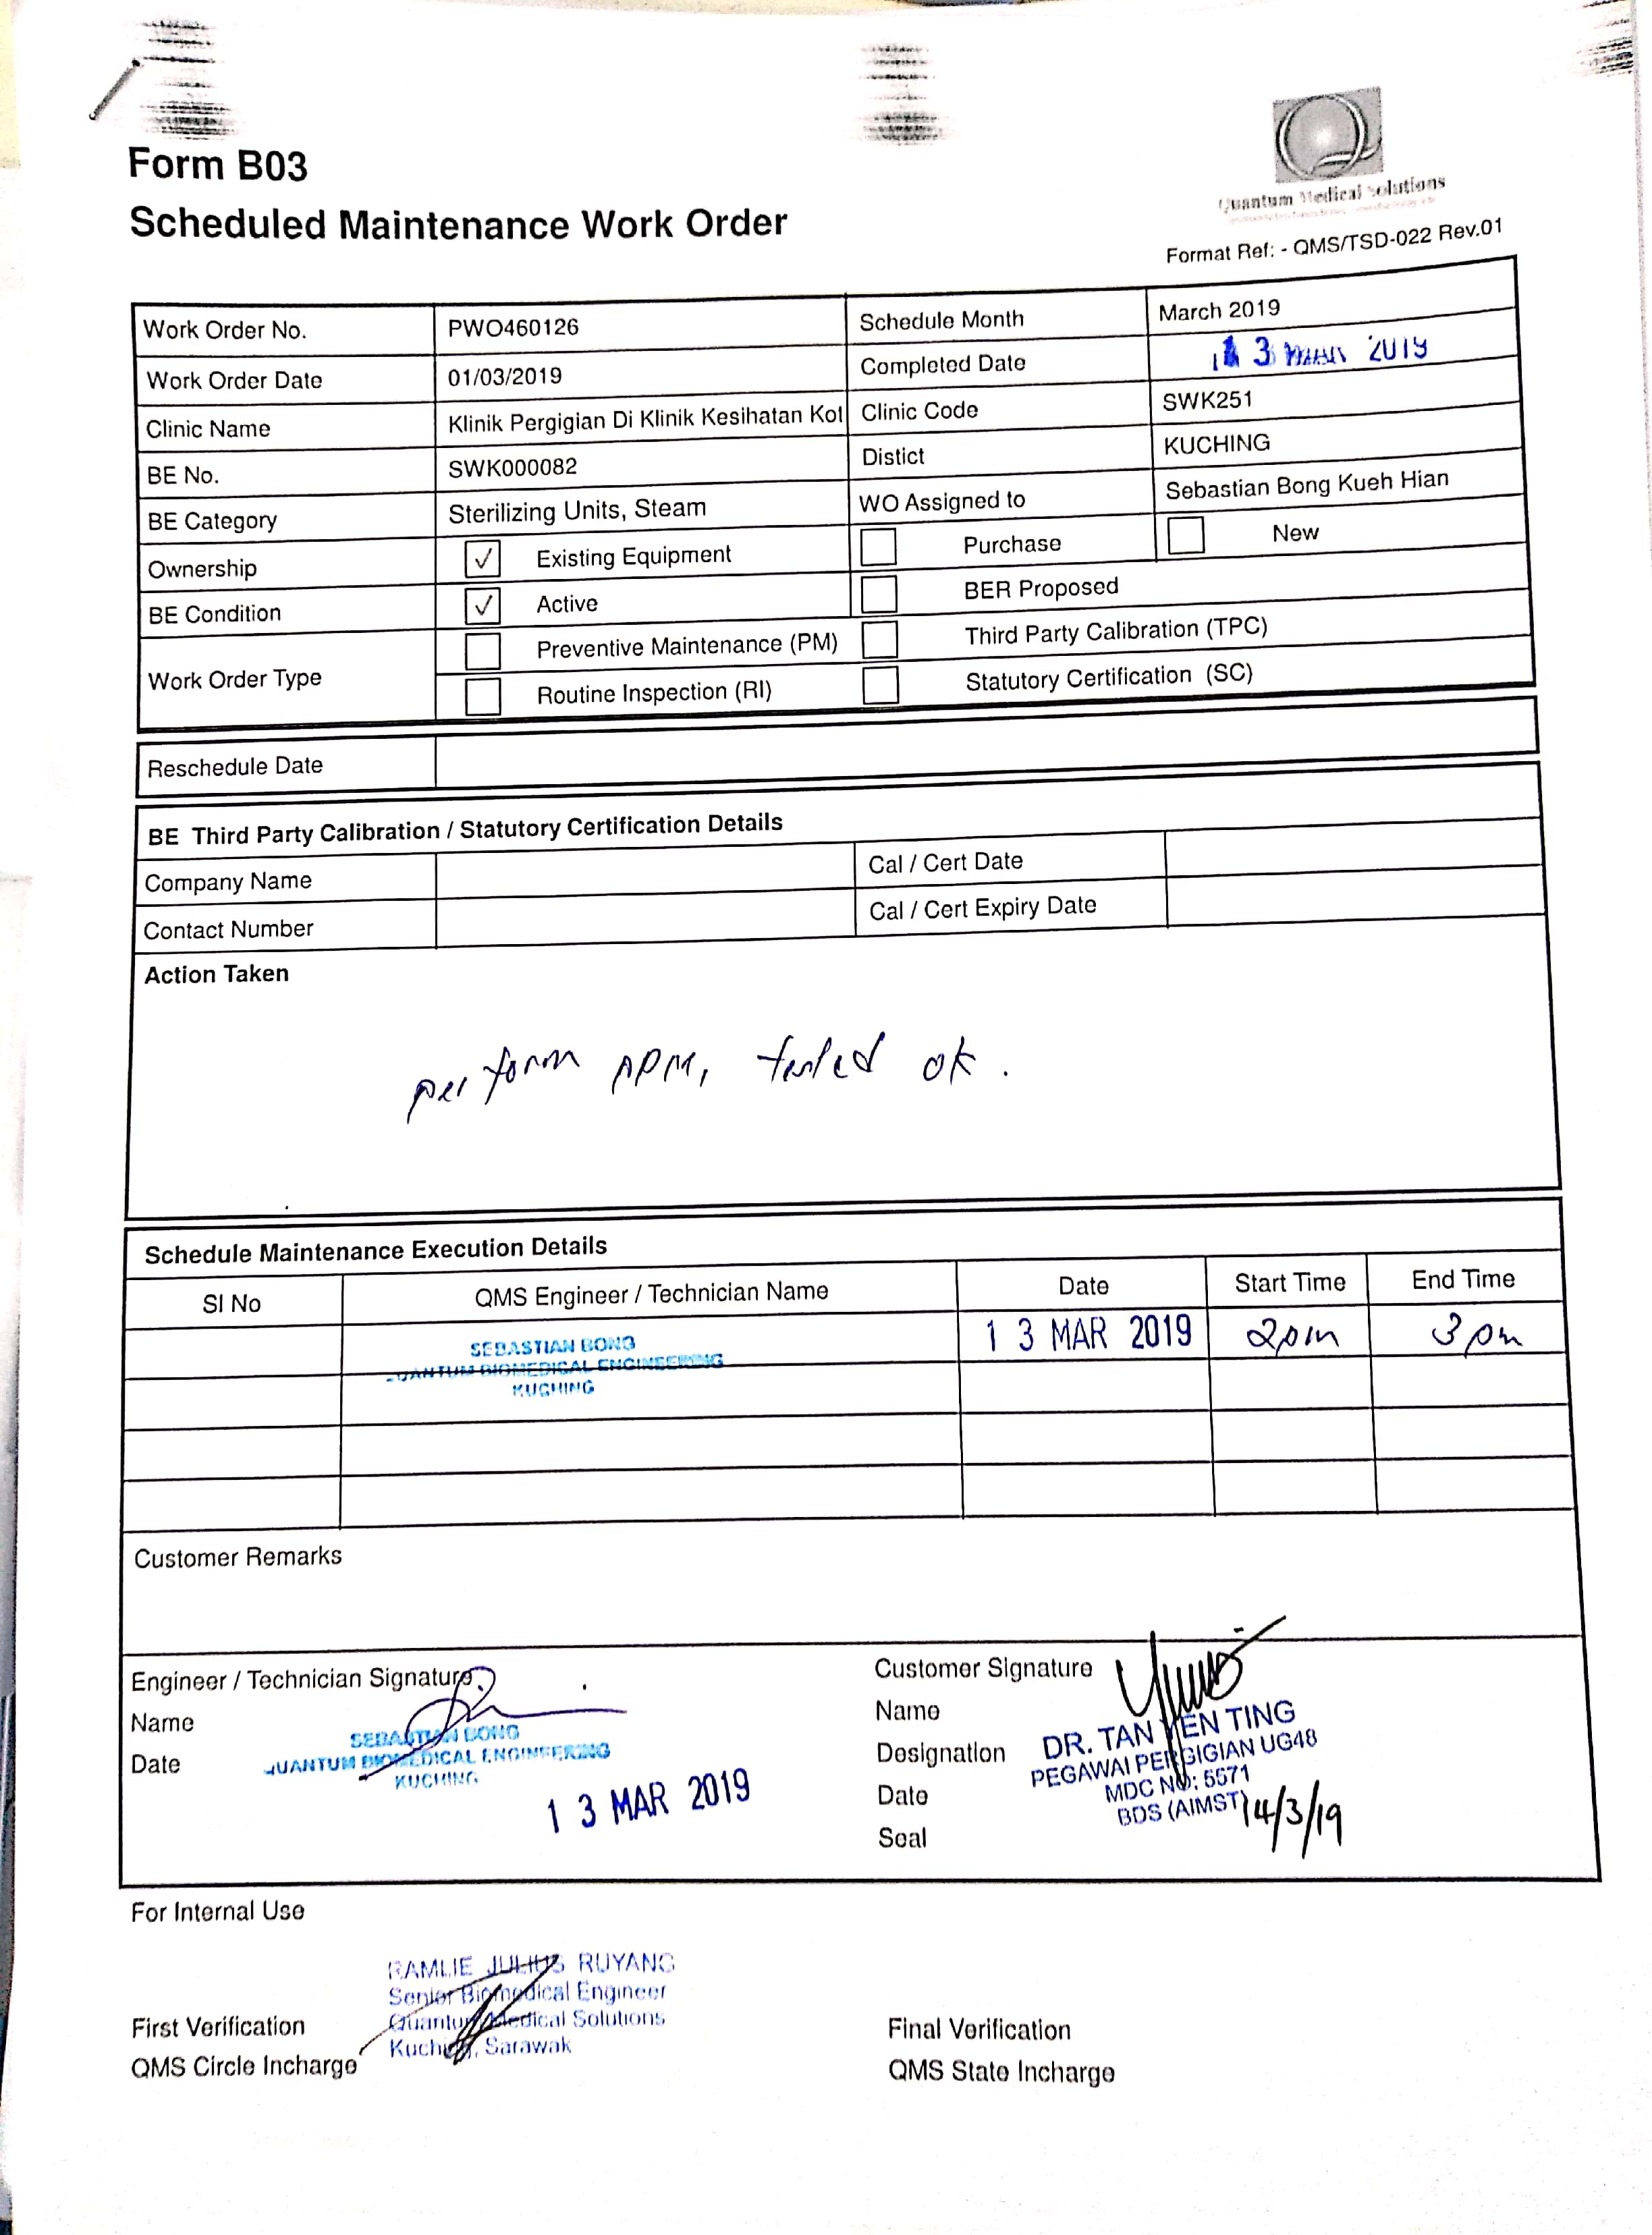 Form B03
Scheduled Maintenance Work Order
Quantum Medical Solutions
Format Ref: - QMS/TSD-022 Rev.01
Work Order No. PWO460126 Schedule Month March 2019
Work Order Date 01/03/2019 Completed Date 13 MAR 2019
Clinic Name Klinik Pergigian Di Klinik Kesihatan Kot Clinic Code SWK251
BE No. SWK000082 Distict KUCHING
BE Category Sterilizing Units, Steam WO Assigned to Sebastian Bong Kueh Hian
Ownership ✓ Existing Equipment Purchase New
BE Condition ✓ Active BER Proposed
Work Order Type Preventive Maintenance (PM) Third Party Calibration (TPC)
Routine Inspection (RI) Statutory Certification (SC)
Reschedule Date
BE Third Party Calibration / Statutory Certification Details
Company Name Cal / Cert Date
Contact Number Cal / Cert Expiry Date
Action Taken
perform PPM, tested ok.
Schedule Maintenance Execution Details
SI No QMS Engineer / Technician Name Date Start Time End Time
SEBASTIAN BONG 13 MAR 2019 2pm 3pm
QUANTUM BIOMEDICAL ENGINEERING
KUCHING
Customer Remarks
Engineer / Technician Signature
Name
Date
SEBASTIAN BONG
QUANTUM BIOMEDICAL ENGINEERING
KUCHING
13 MAR 2019
Customer Signature
Name
Designation
Date
Seal
DR. TAN YEN TING
PEGAWAI PERGIGIAN UG48
MDC NO: 5571
BDS (AIMST)
14/3/19
For Internal Use
RAMLIE JULIUS RUYANG
Senior Biomedical Engineer
Quantum Medical Solutions
Kuching, Sarawak
First Verification
QMS Circle Incharge
Final Verification
QMS State Incharge